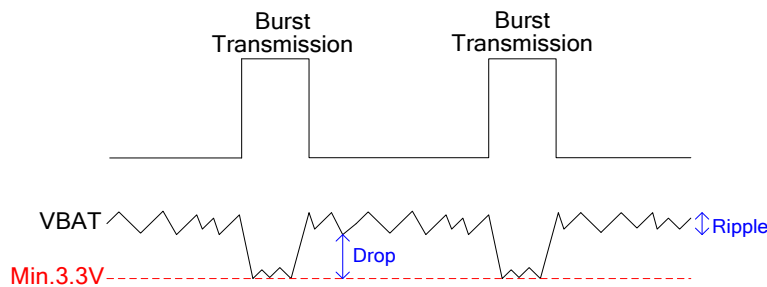 Burst
Transmission
Burst
Transmission
VBAT
Ripple
Drop
Min.3.3V